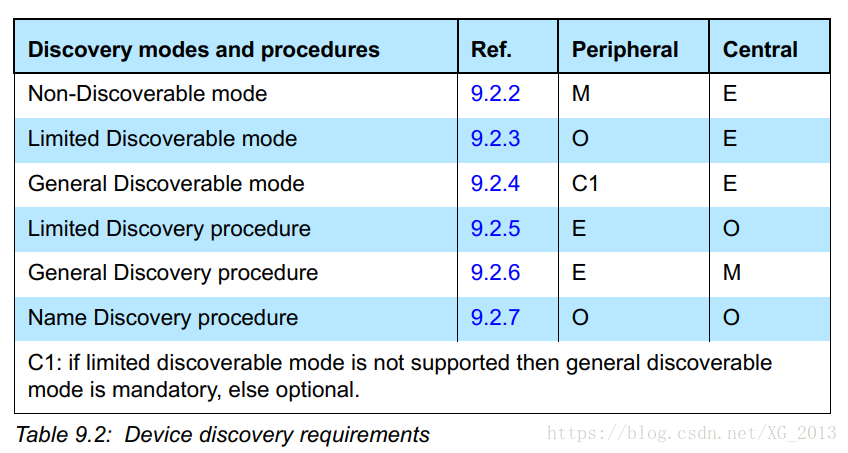 Discovery modes and procedures Ref. Peripheral Central
Non-Discoverable mode 9.2.2 M E
Limited Discoverable mode 9.2.3 O E
General Discoverable mode 9.2.4 C1 E
Limited Discovery procedure 9.2.5 E O
General Discovery procedure 9.2.6 E M
Name Discovery procedure 9.2.7 O O
C1: if limited discoverable mode is not supported then general discoverable
mode is mandatory, else optional.
Table 9.2: Device discovery requirements https://blog.csdn.net/XG_2013